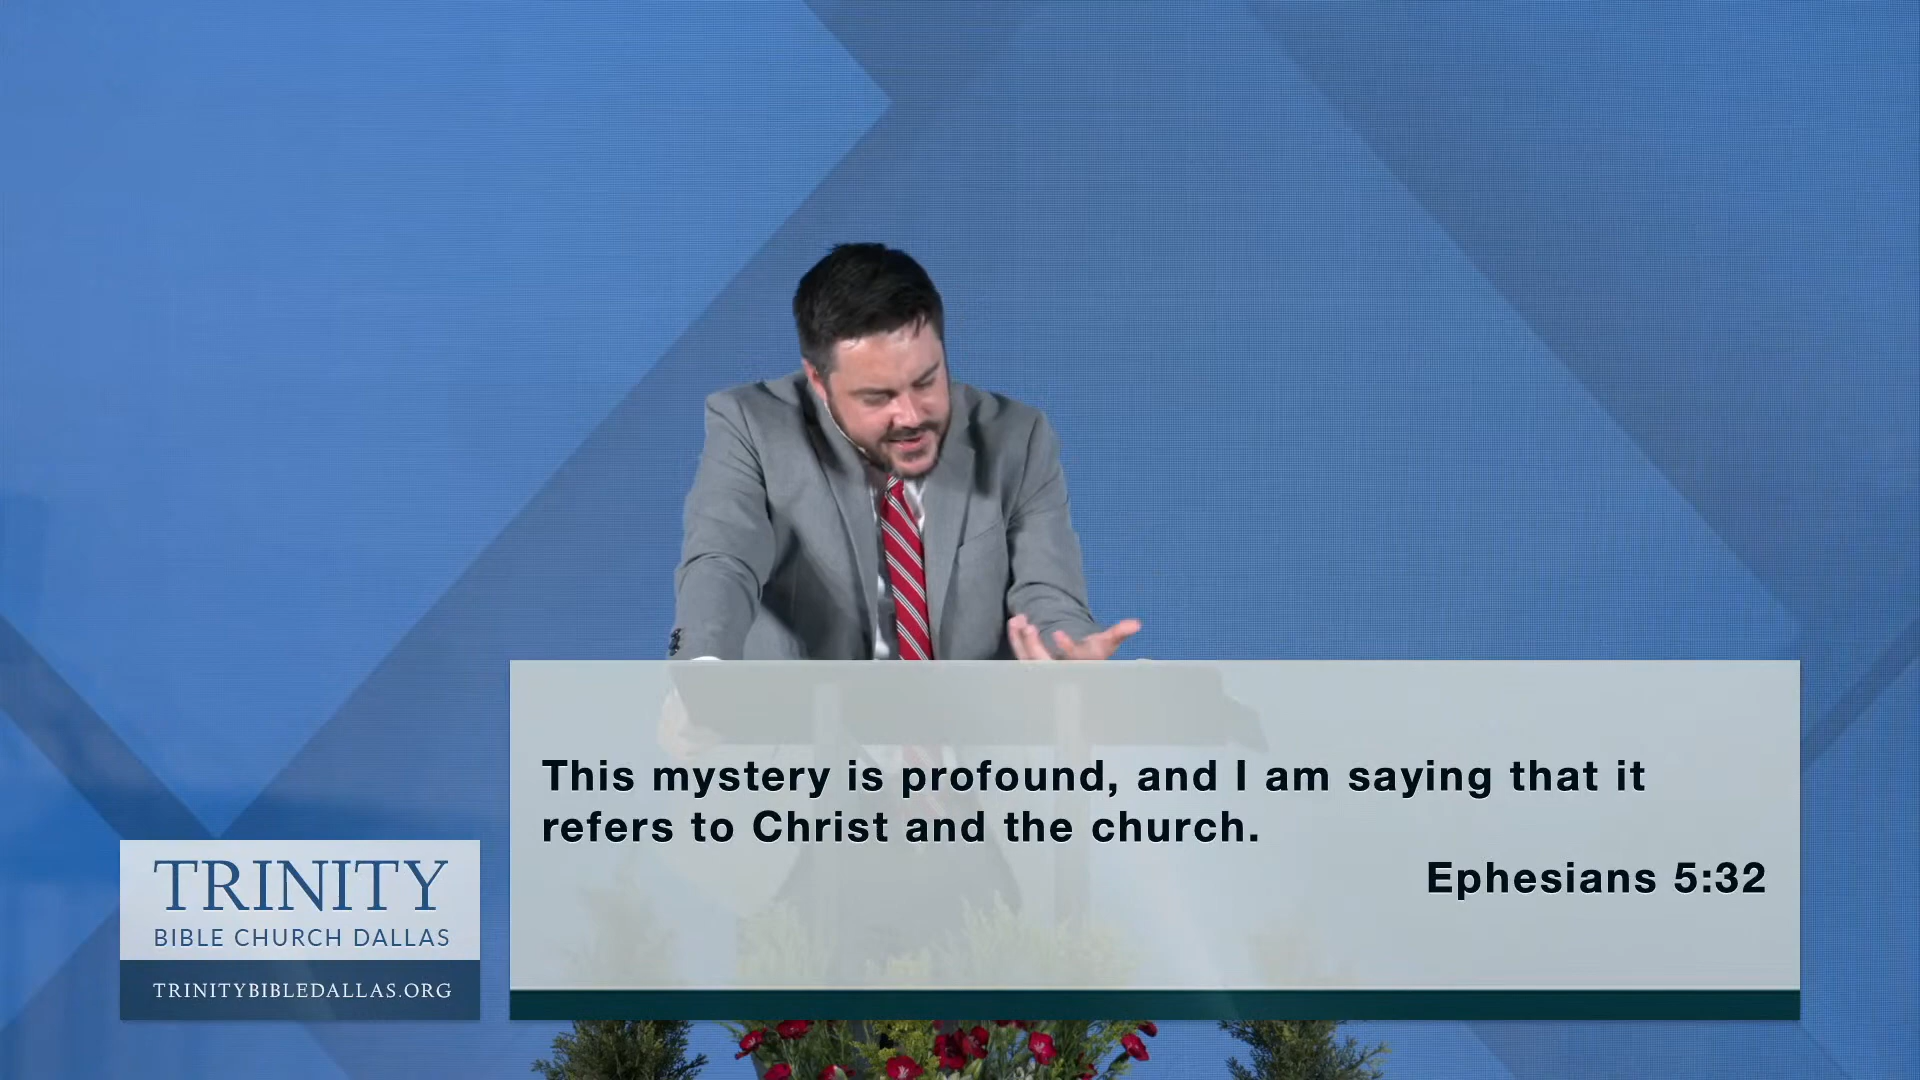 This mystery is profound, and I am saying that it
refers to Christ and the church.
Ephesians 5:32
TRINITY
BIBLE CHURCH DALLAS
TRINITYBIBLEDALLAS.ORG